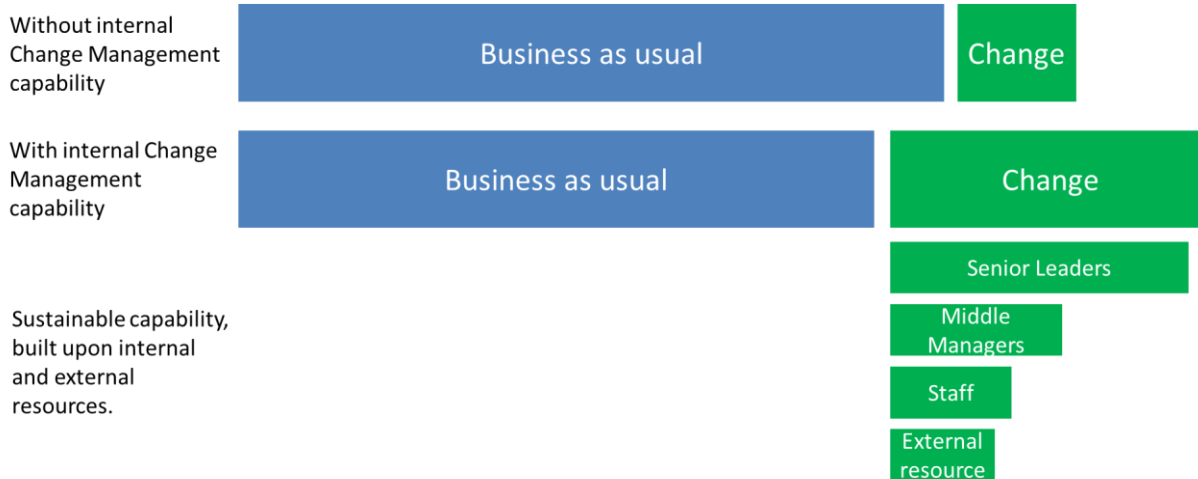 Without internal
Change Management
capability
Business as usual
Change
With internal Change
Management
capability
Business as usual
Change
Senior Leaders
Middle
Managers
Staff
External
resource
Sustainable capability,
built upon internal
and external
resources.